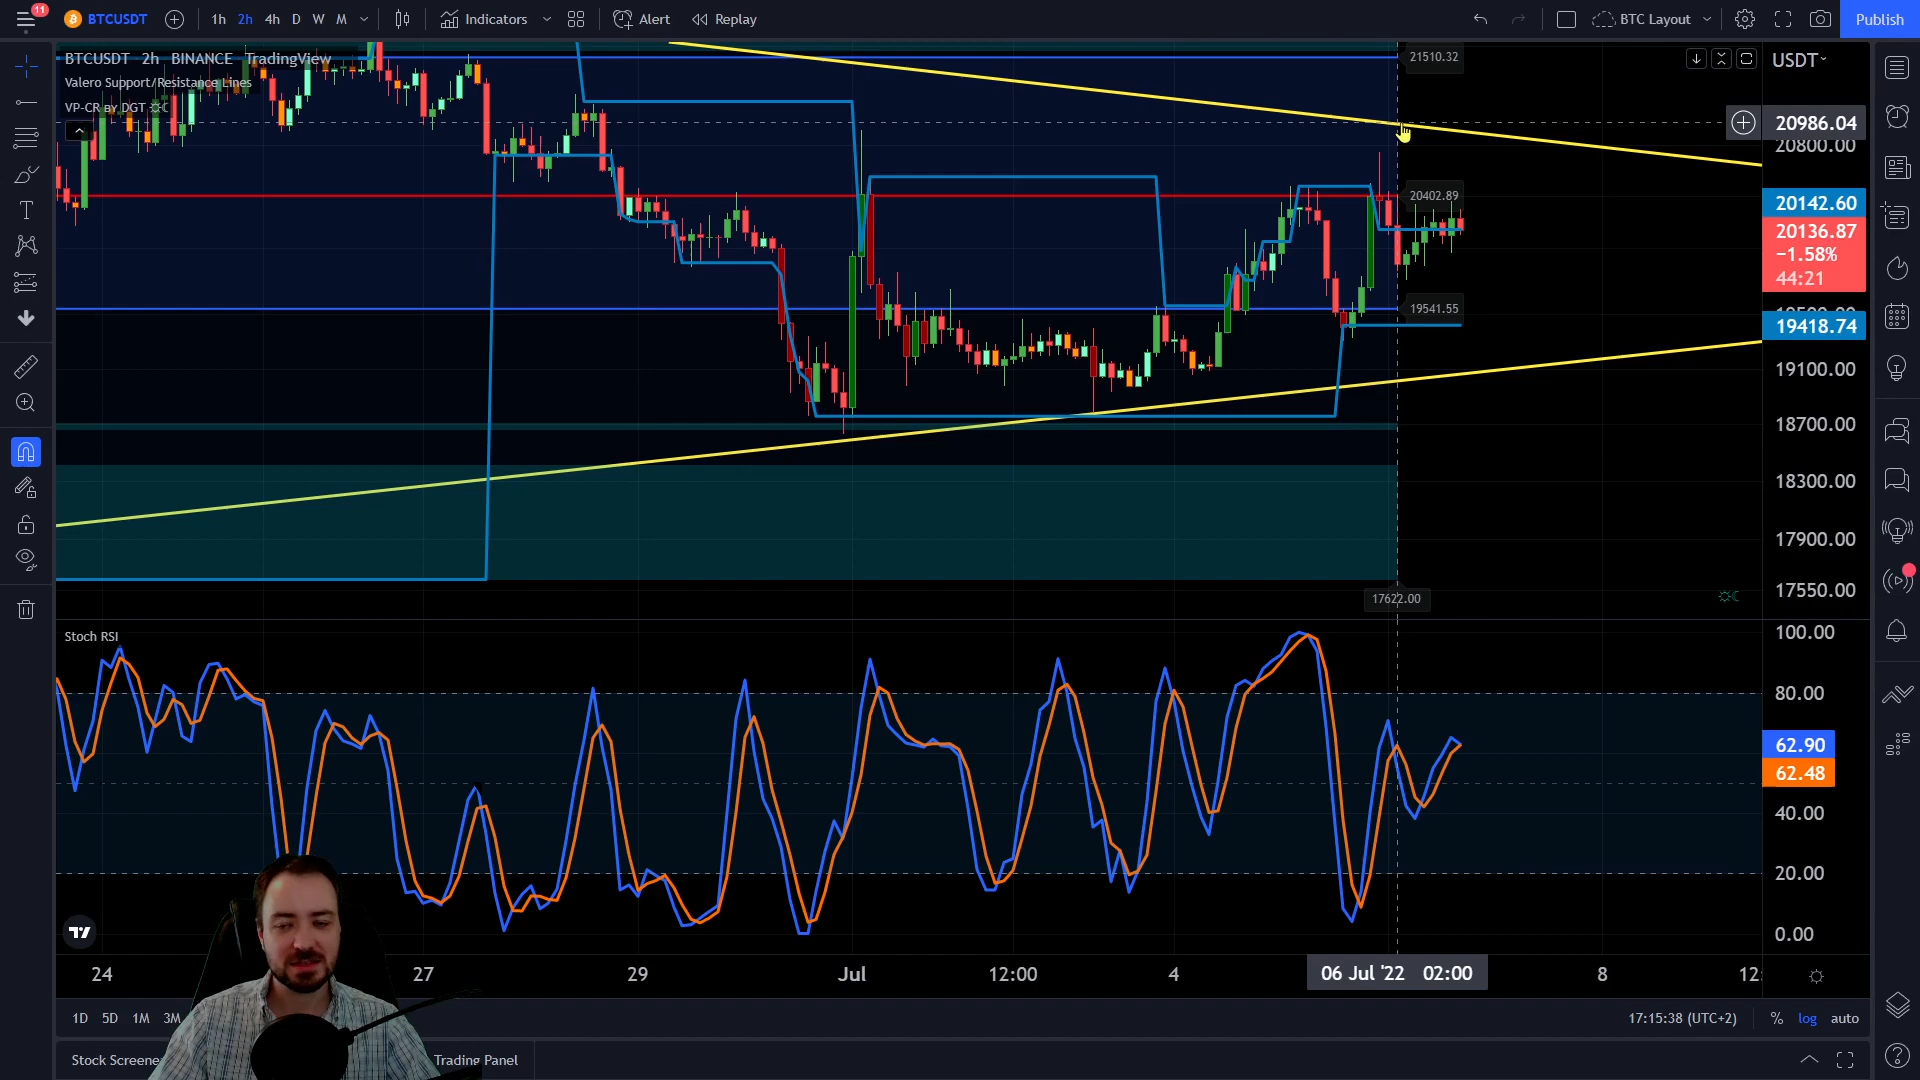 11
BTCUSDT
1h 2h 4h D W M
Indicators
Alert
Replay
BTC Layout
Publish
BTCUSDT 2h BINANCE TradingView
Valero Support/Resistance Lines
VP-CR by DGT
USDT
21510.32
20986.04
20800.00
20402.89
20142.60
20136.87
−1.58%
44:21
19541.55
19418.74
19100.00
18700.00
18300.00
17900.00
17622.00
17550.00
Stoch RSI
100.00
80.00
62.90
62.48
40.00
20.00
0.00
24 27 29 Jul 12:00 4 06 Jul '22 02:00 8 12:
1D 5D 1M 3M
17:15:38 (UTC+2)
% log auto
Stock Screene
Trading Panel